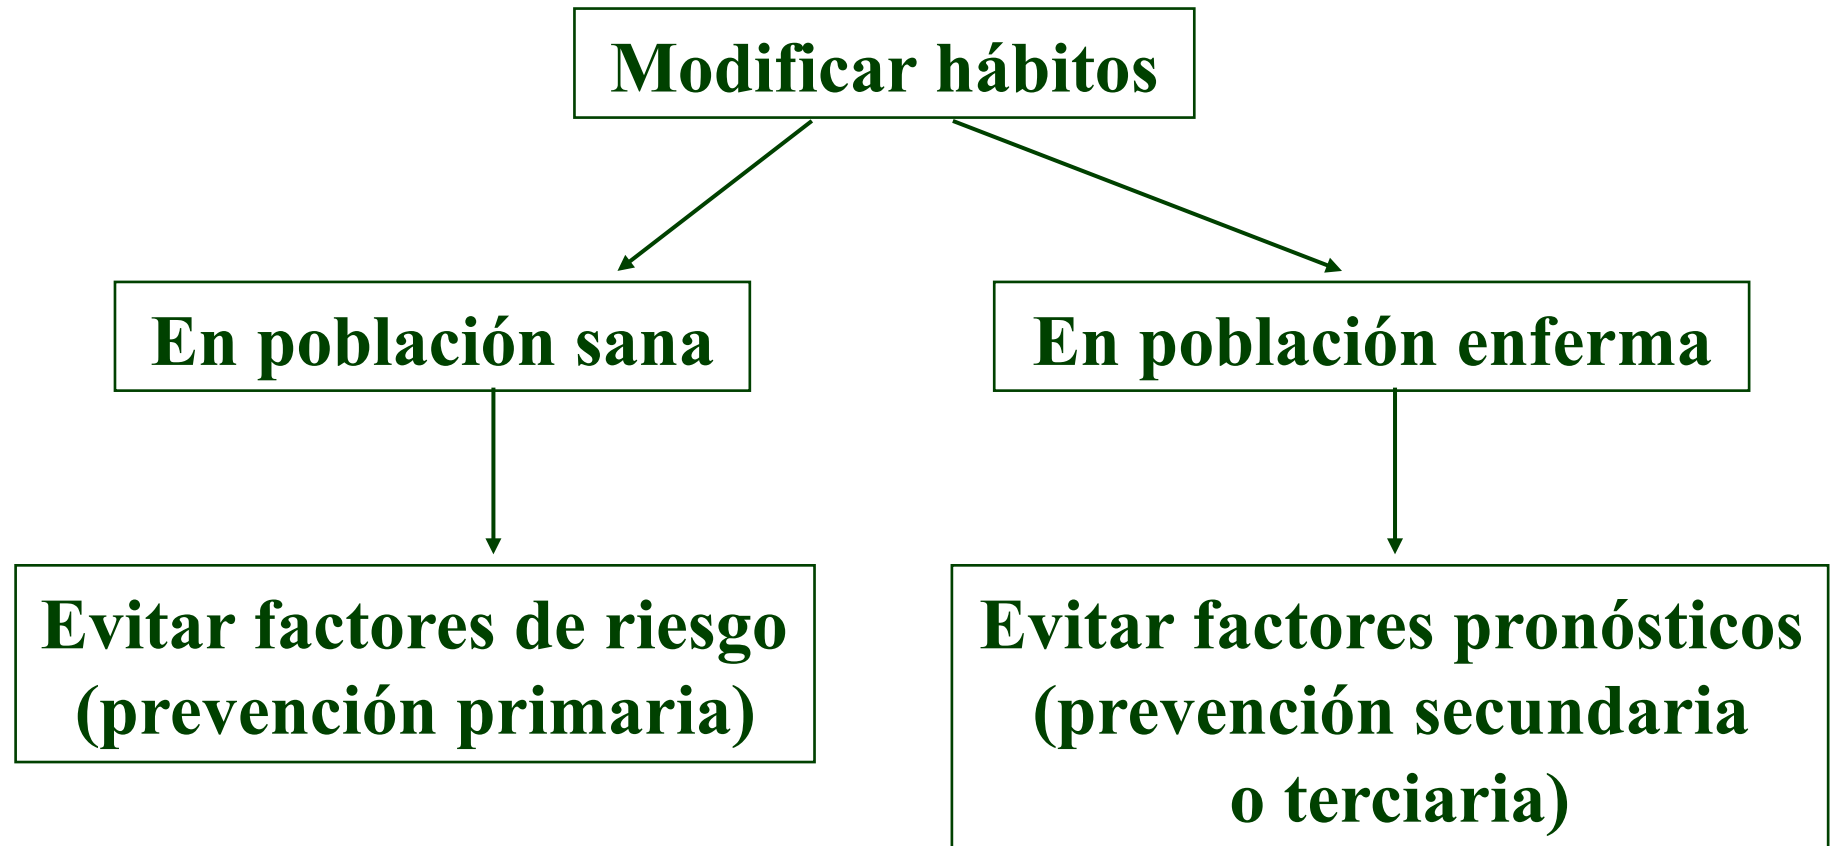 Modificar hábitos
En población sana
En población enferma
Evitar factores de riesgo
(prevención primaria)
Evitar factores pronósticos
(prevención secundaria
o terciaria)